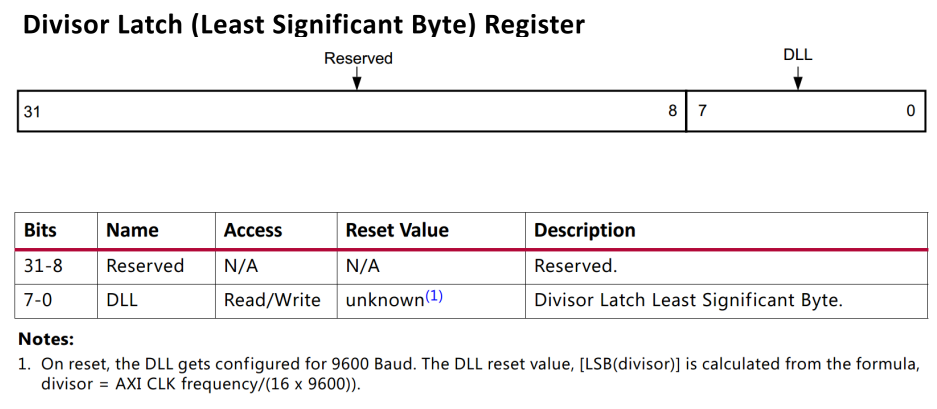 Divisor Latch (Least Significant Byte) Register
Reserved DLL
31 8 7 0
Bits Name Access Reset Value Description
31-8 Reserved N/A N/A Reserved.
7-0 DLL Read/Write unknown(1) Divisor Latch Least Significant Byte.
Notes:
1. On reset, the DLL gets configured for 9600 Baud. The DLL reset value, [LSB(divisor)] is calculated from the formula,
divisor = AXI CLK frequency/(16 x 9600)).